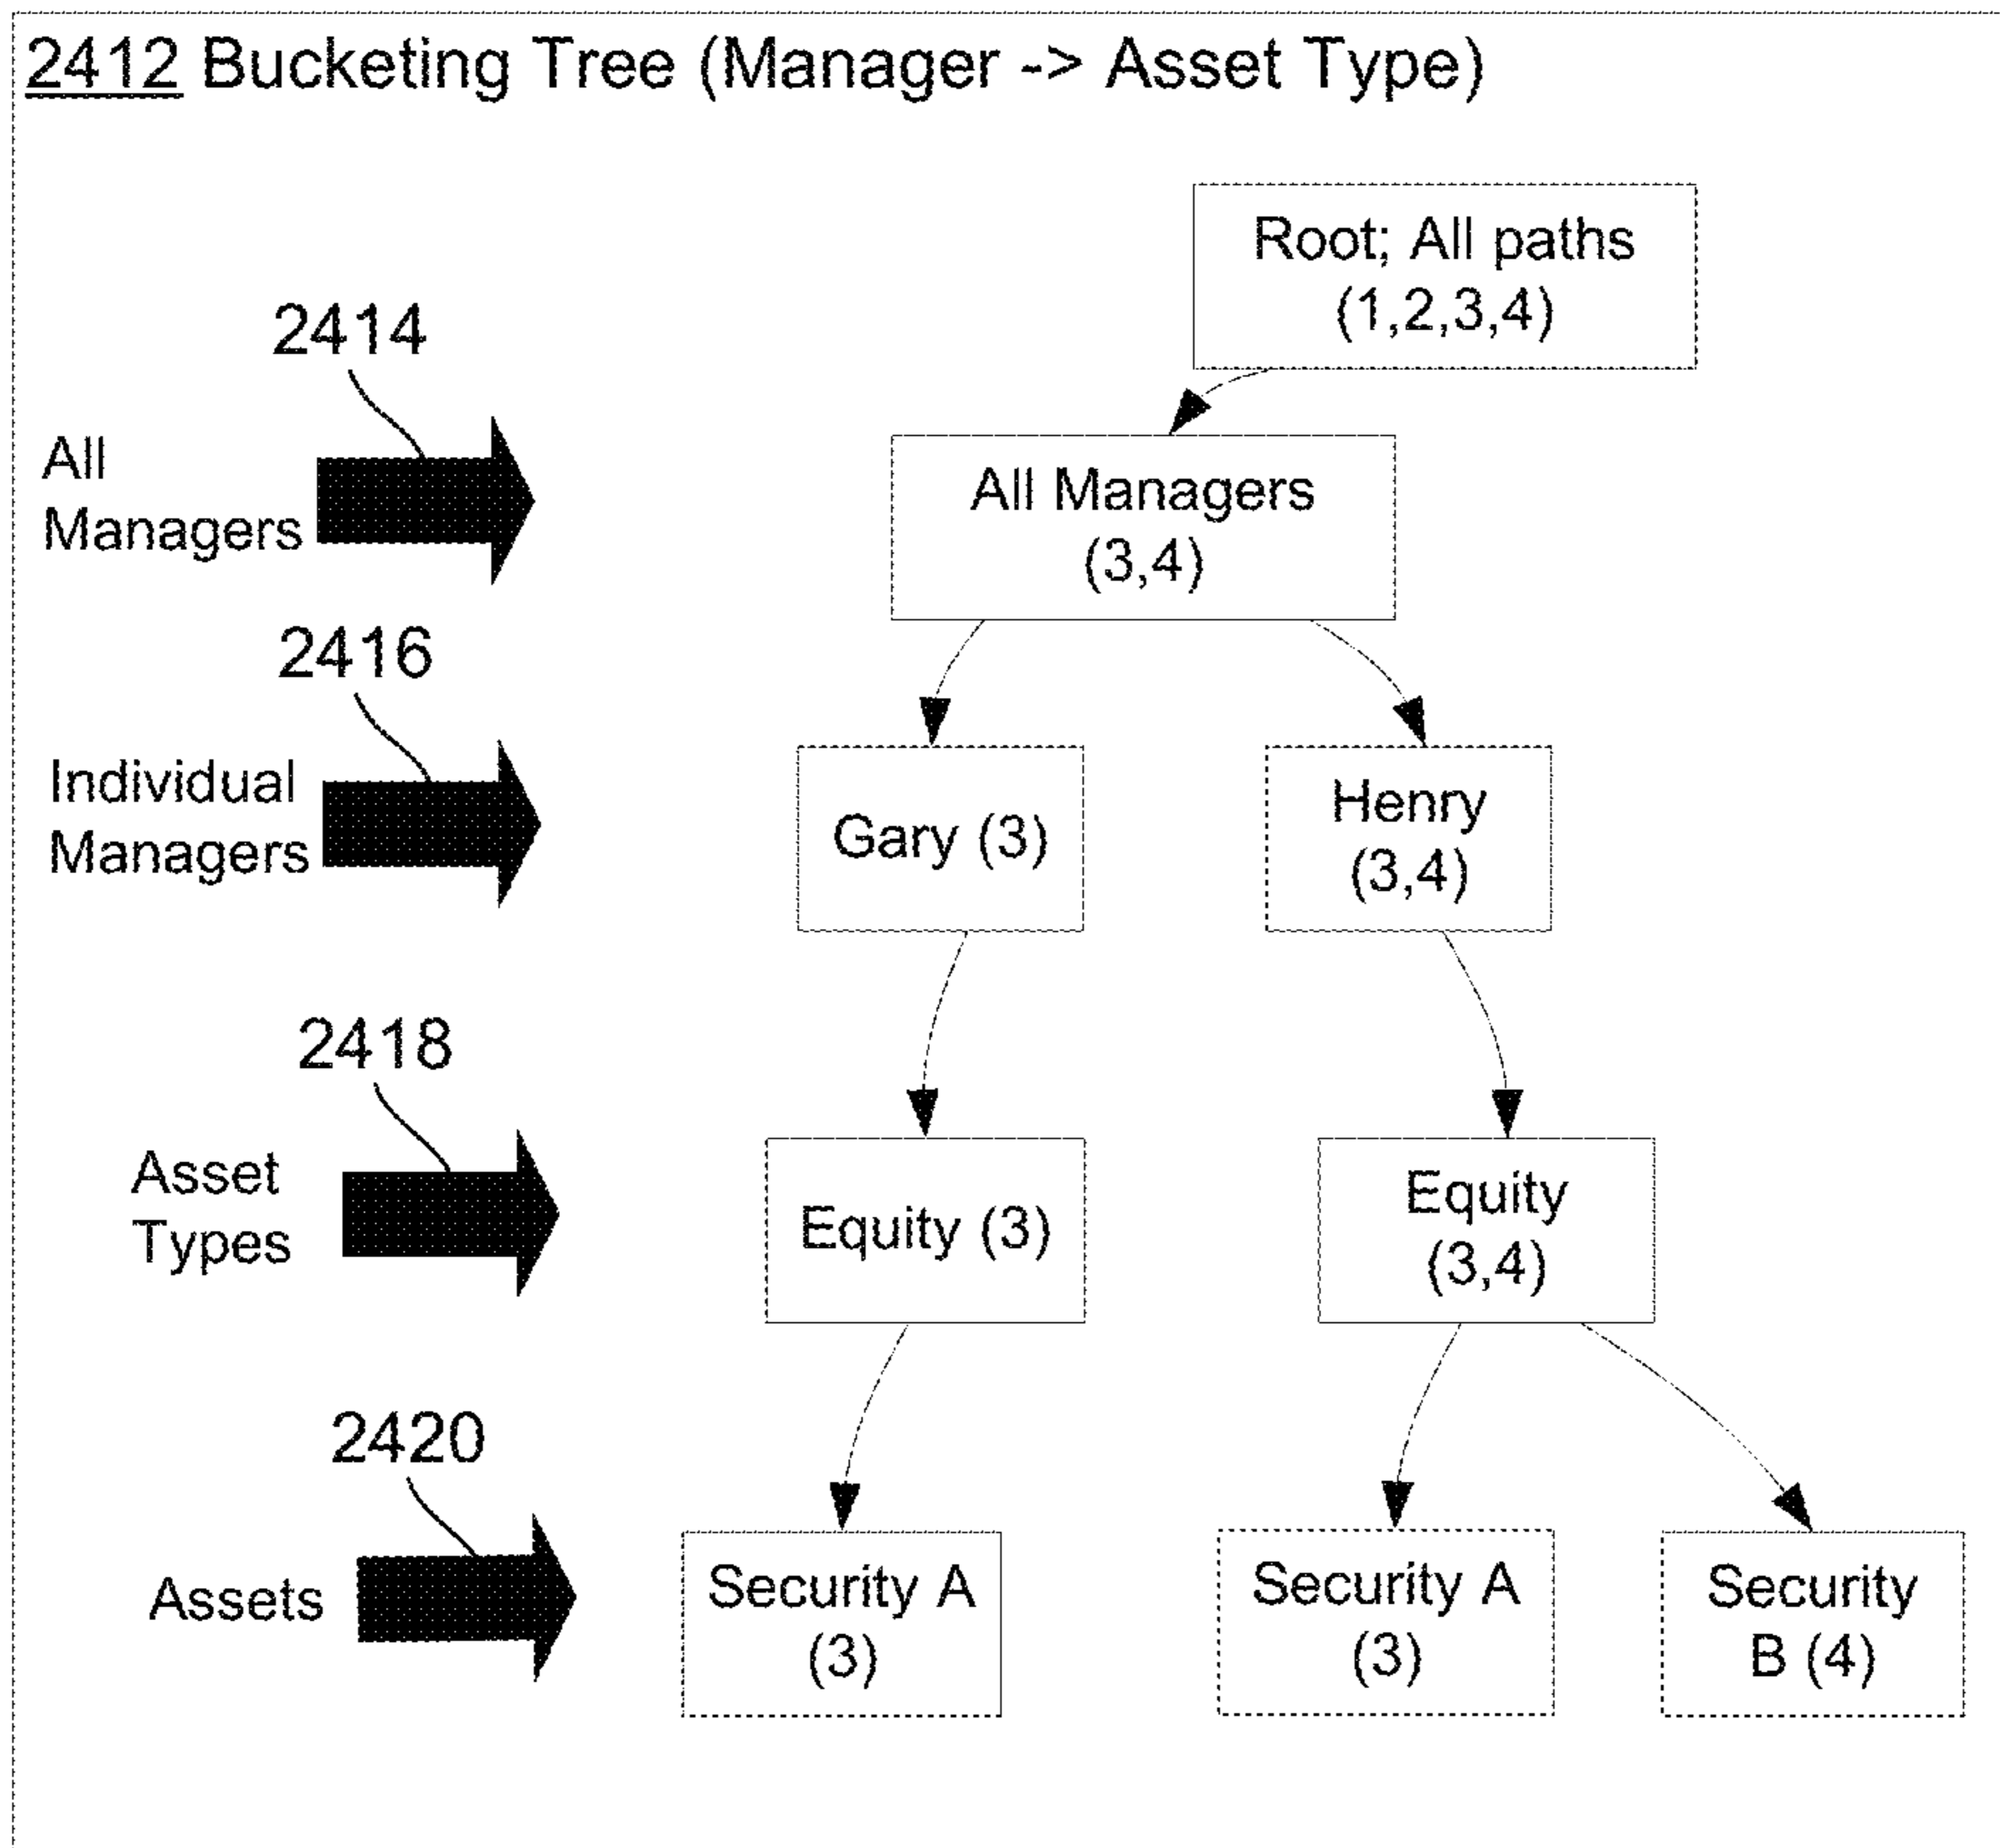 2412 Bucketing Tree (Manager -> Asset Type)
Root; All paths
(1,2,3,4)
2414
All
Managers
All Managers
(3,4)
2416
Individual
Managers
Gary (3)
Henry
(3,4)
2418
Asset
Types
Equity (3)
Equity
(3,4)
2420
Assets
Security A
(3)
Security A
(3)
Security
B (4)